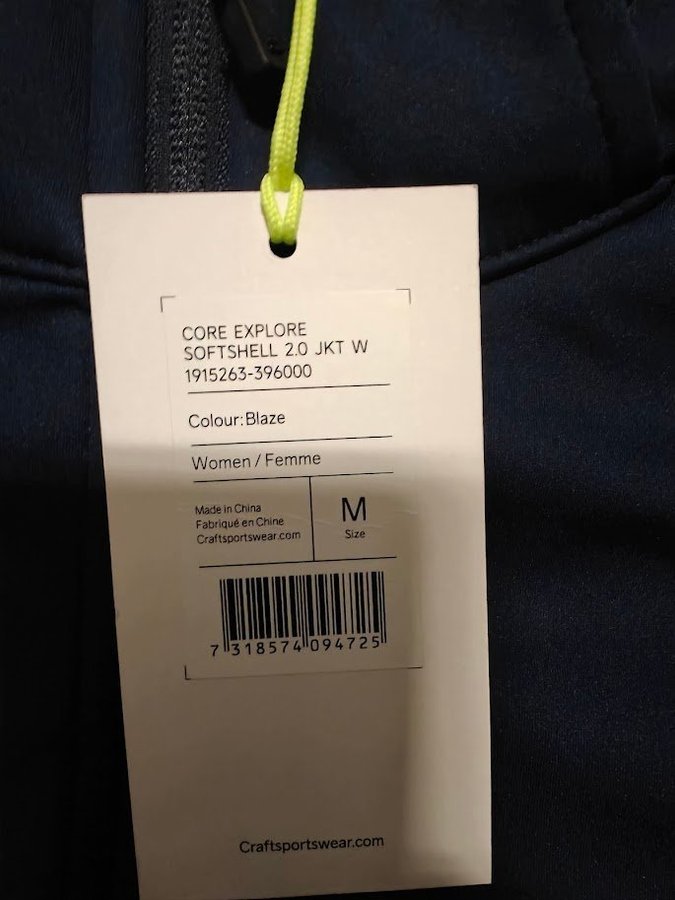 CORE EXPLORE
SOFTSHELL 2.0 JKT W
1915263-396000
Colour:Blaze
Women / Femme
Made in China
Fabriqué en Chine
Craftsportswear.com
M
Size
7 318574 094725
Craftsportswear.com